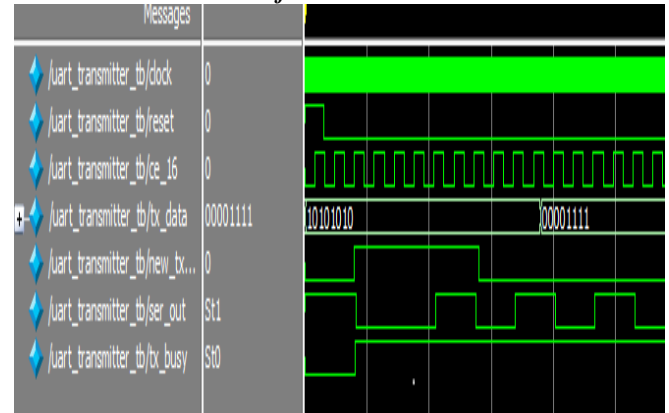 Messages
/uart_transmitter_tb/clock 0
/uart_transmitter_tb/reset 0
/uart_transmitter_tb/ce_16 0
/uart_transmitter_tb/tx_data 00001111 10101010 00001111
/uart_transmitter_tb/new_tx... 0
/uart_transmitter_tb/ser_out St1
/uart_transmitter_tb/tx_busy St0